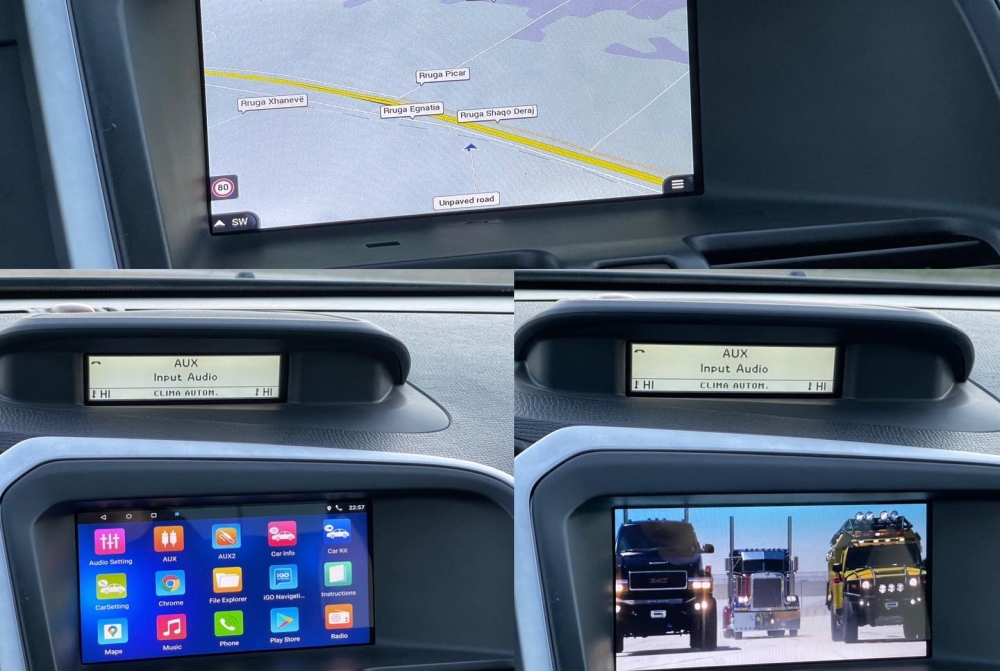 Rruga Picar
Rruga Xhanevë
Rruga Egnatia
Rruga Shaqo Deraj
80
Unpaved road
SW
AUX
Input Audio
HI CLIMA AUTOM. HI
22:57
Audio Setting
AUX
AUX2
Car Info
Car Kit
CarSetting
Chrome
File Explorer
iGO
iGO Navigati...
Instructions
Maps
Music
Phone
Play Store
Radio
AUX
Input Audio
HI CLIMA AUTOM. HI
GMC